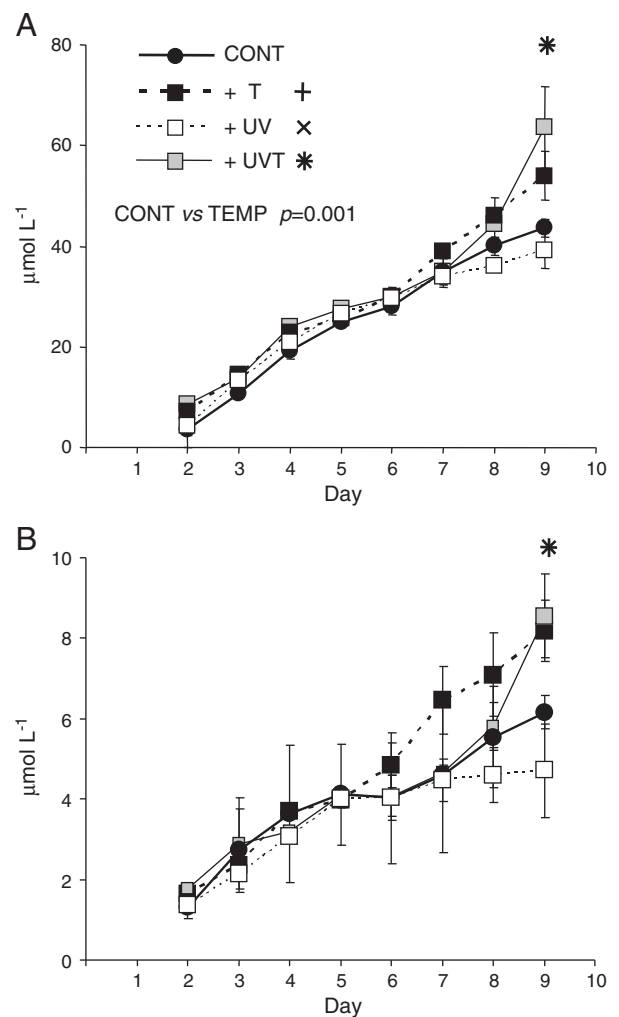 A
80
60
40
20
0
μmol L-1
CONT
+ T +
+ UV ×
+ UVT *
CONT vs TEMP p=0.001
*
1 2 3 4 5 6 7 8 9 10
Day
B
10
8
6
4
2
0
μmol L-1
*
1 2 3 4 5 6 7 8 9 10
Day